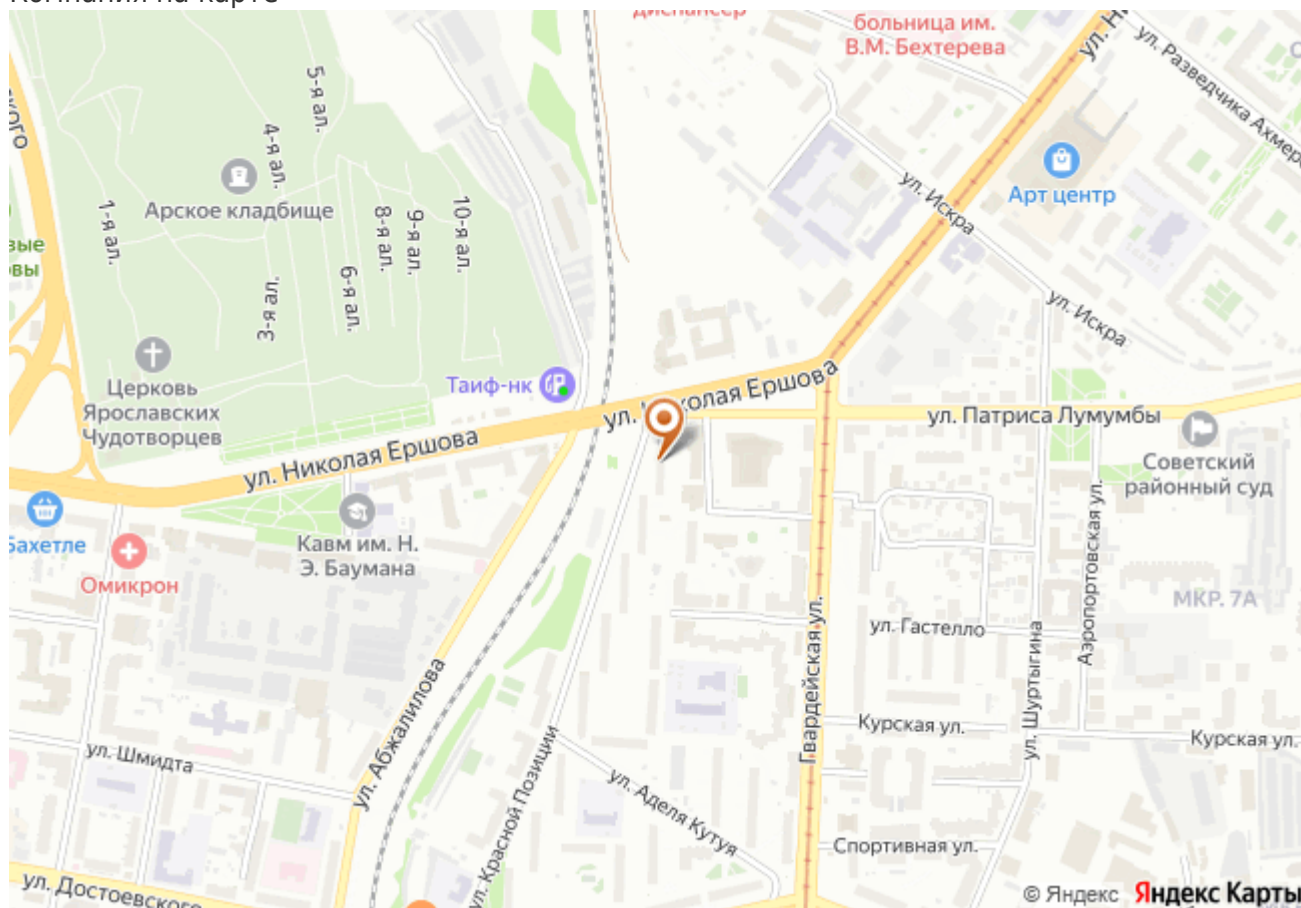 Компания на карте
диспансер
больница им.
В.М. Бехтерева
ул. Разведчика Ахмеро
5-я ал.
4-я ал.
Арское кладбище
1-я ал.
3-я ал.
6-я ал.
8-я ал.
9-я ал.
10-я ал.
ул. Искра
Арт центр
ул. Искра
Церковь
Ярославских
Чудотворцев
Таиф-нк
ул. Николая Ершова
ул. Николая Ершова
ул. Патриса Лумумбы
Советский
районный суд
Бахетле
Омикрон
Кавм им. Н.
Э. Баумана
Аэропортовская ул.
МКР. 7А
ул. Гастелло
Гвардейская ул.
ул. Шуртыгина
Курская ул.
Курская ул.
ул. Шмидта
ул. Абжалилова
ул. Красной Позиции
ул. Аделя Кутуя
Спортивная ул.
ул. Достоевского
© Яндекс Яндекс Карты